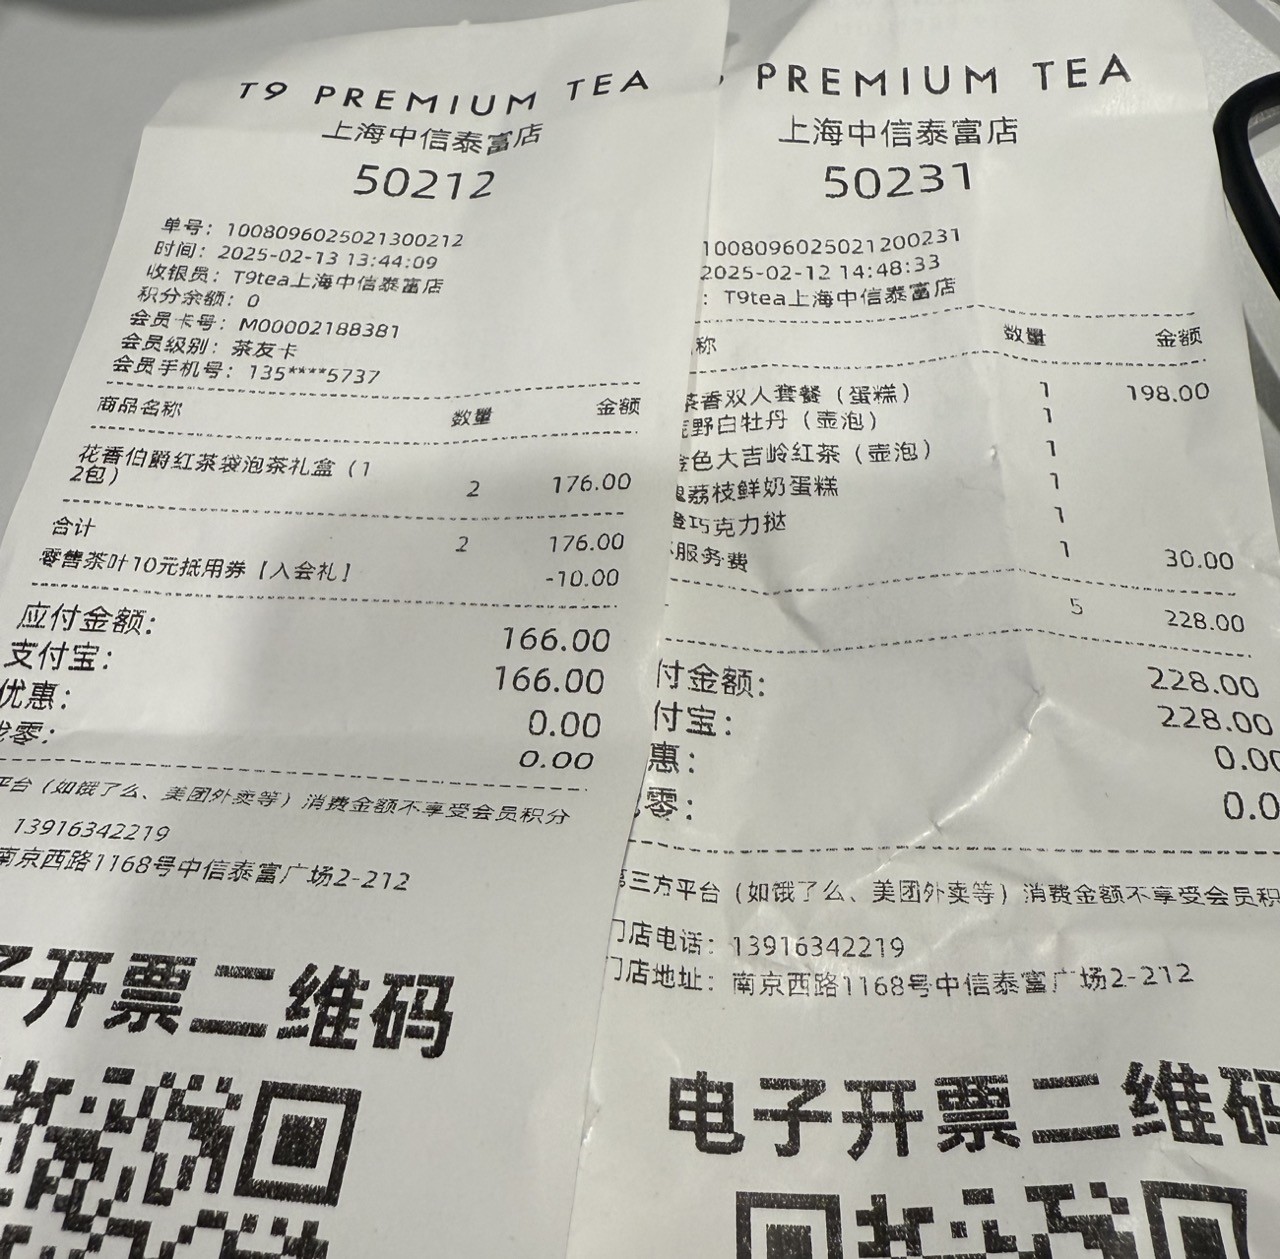 T9 PREMIUM TEA
上海中信泰富店
50212
单号：1008096025021300212
时间：2025-02-13 13:44:09
收银员：T9tea上海中信泰富店
积分余额：0
会员卡号：M00002188381
会员级别：茶友卡
会员手机号：135****5737
商品名称 数量 金额
花香伯爵红茶袋泡茶礼盒（1
2包） 2 176.00
合计 2 176.00
零售茶叶10元抵用券【入会礼】 -10.00
应付金额： 166.00
支付宝： 166.00
优惠： 0.00
零： 0.00
平台（如饿了么、美团外卖等）消费金额不享受会员积分
13916342219
南京西路1168号中信泰富广场2-212
子开票二维码
PREMIUM TEA
上海中信泰富店
50231
1008096025021200231
2025-02-12 14:48:33
：T9tea上海中信泰富店
称 数量 金额
茶香双人套餐（蛋糕） 1 198.00
野白牡丹（壶泡） 1
金色大吉岭红茶（壶泡） 1
荔枝鲜奶蛋糕 1
巧克力挞 1
服务费 1 30.00
5 228.00
付金额： 228.00
付宝： 228.00
惠： 0.00
零： 0.0
第三方平台（如饿了么、美团外卖等）消费金额不享受会员积
门店电话：13916342219
门店地址：南京西路1168号中信泰富广场2-212
电子开票二维码